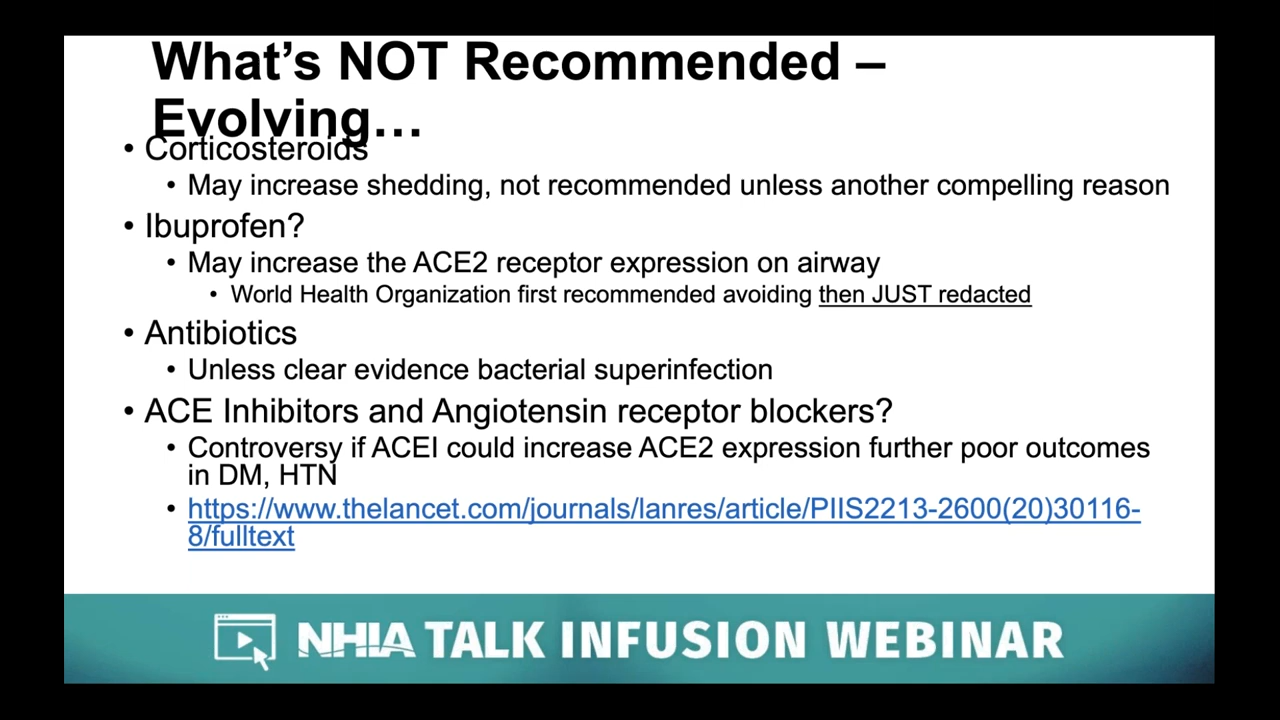 What's NOT Recommended –
Evolving…
• Corticosteroids
• May increase shedding, not recommended unless another compelling reason
• Ibuprofen?
• May increase the ACE2 receptor expression on airway
• World Health Organization first recommended avoiding then JUST redacted
• Antibiotics
• Unless clear evidence bacterial superinfection
• ACE Inhibitors and Angiotensin receptor blockers?
• Controversy if ACEI could increase ACE2 expression further poor outcomes
in DM, HTN
• https://www.thelancet.com/journals/lanres/article/PIIS2213-2600(20)30116-
8/fulltext
NHIA TALK INFUSION WEBINAR